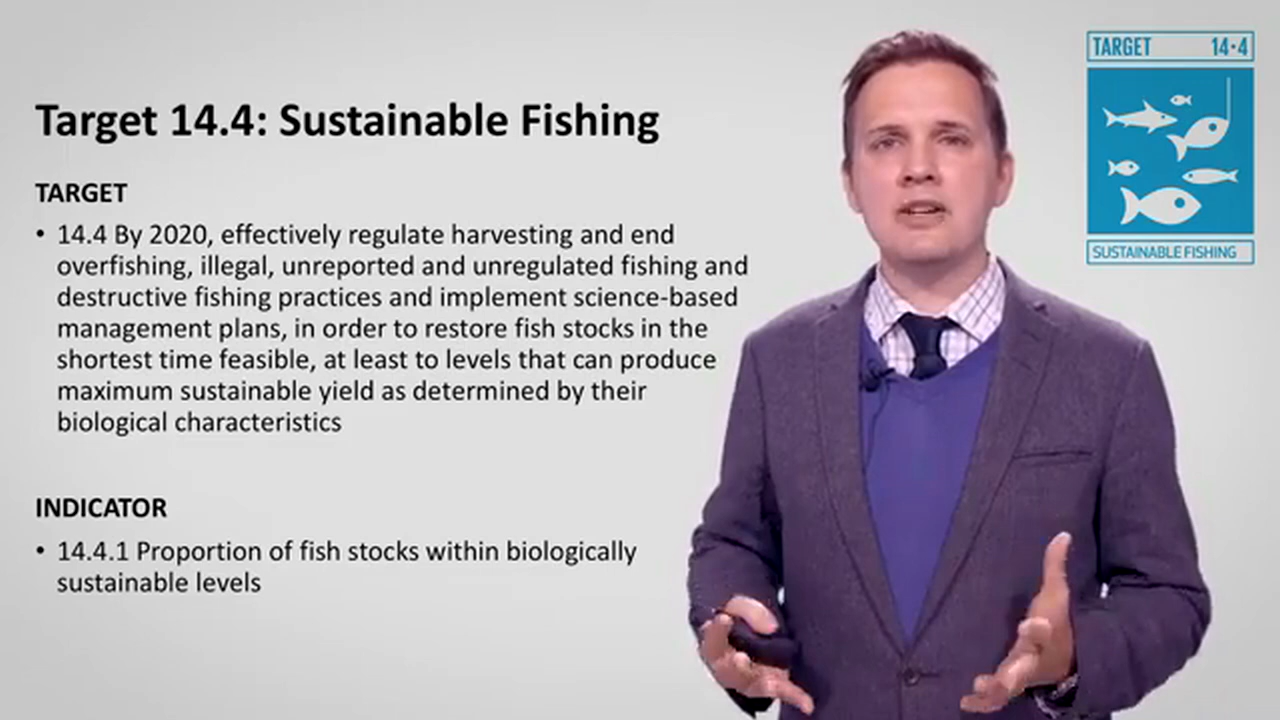 Target 14.4: Sustainable Fishing
TARGET
• 14.4 By 2020, effectively regulate harvesting and end
overfishing, illegal, unreported and unregulated fishing and
destructive fishing practices and implement science-based
management plans, in order to restore fish stocks in the
shortest time feasible, at least to levels that can produce
maximum sustainable yield as determined by their
biological characteristics
INDICATOR
• 14.4.1 Proportion of fish stocks within biologically
sustainable levels
TARGET 14•4
SUSTAINABLE FISHING